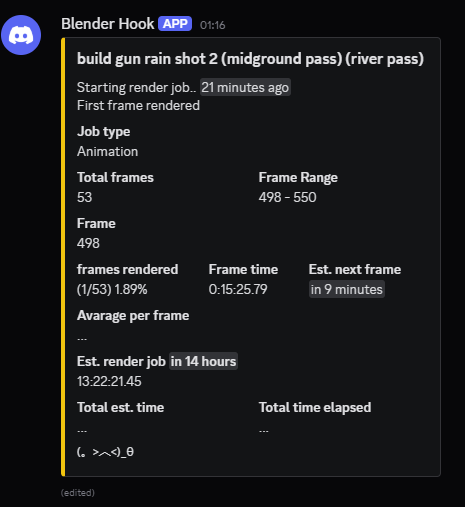 Blender Hook APP 01:16
build gun rain shot 2 (midground pass) (river pass)
Starting render job.. 21 minutes ago
First frame rendered
Job type
Animation
Total frames Frame Range
53 498 - 550
Frame
498
frames rendered Frame time Est. next frame
(1/53) 1.89% 0:15:25.79 in 9 minutes
Avarage per frame
...
Est. render job in 14 hours
13:22:21.45
Total est. time Total time elapsed
... ...
(。>︿<)_θ
(edited)